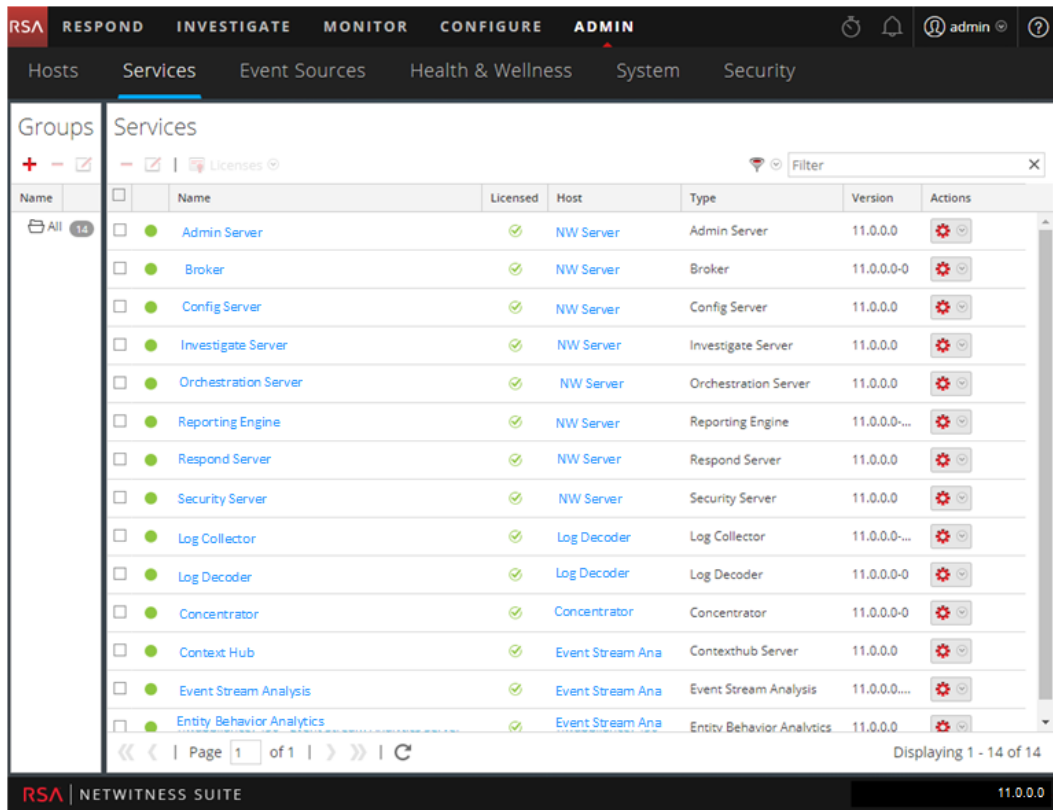 RSA RESPOND INVESTIGATE MONITOR CONFIGURE ADMIN admin
Hosts Services Event Sources Health & Wellness System Security
Groups Services
Licenses Filter
Name Name Licensed Host Type Version Actions
All 14 Admin Server NW Server Admin Server 11.0.0.0
Broker NW Server Broker 11.0.0.0-0
Config Server NW Server Config Server 11.0.0.0
Investigate Server NW Server Investigate Server 11.0.0.0
Orchestration Server NW Server Orchestration Server 11.0.0.0
Reporting Engine NW Server Reporting Engine 11.0.0.0-...
Respond Server NW Server Respond Server 11.0.0.0
Security Server NW Server Security Server 11.0.0.0
Log Collector Log Decoder Log Collector 11.0.0.0-...
Log Decoder Log Decoder Log Decoder 11.0.0.0-0
Concentrator Concentrator Concentrator 11.0.0.0-0
Context Hub Event Stream Ana Contexthub Server 11.0.0.0
Event Stream Analysis Event Stream Ana Event Stream Analysis 11.0.0.0....
Entity Behavior Analytics Event Stream Ana Entity Behavior Analytics 11.0.0.0
Page 1 of 1 Displaying 1 - 14 of 14
RSA NETWITNESS SUITE 11.0.0.0